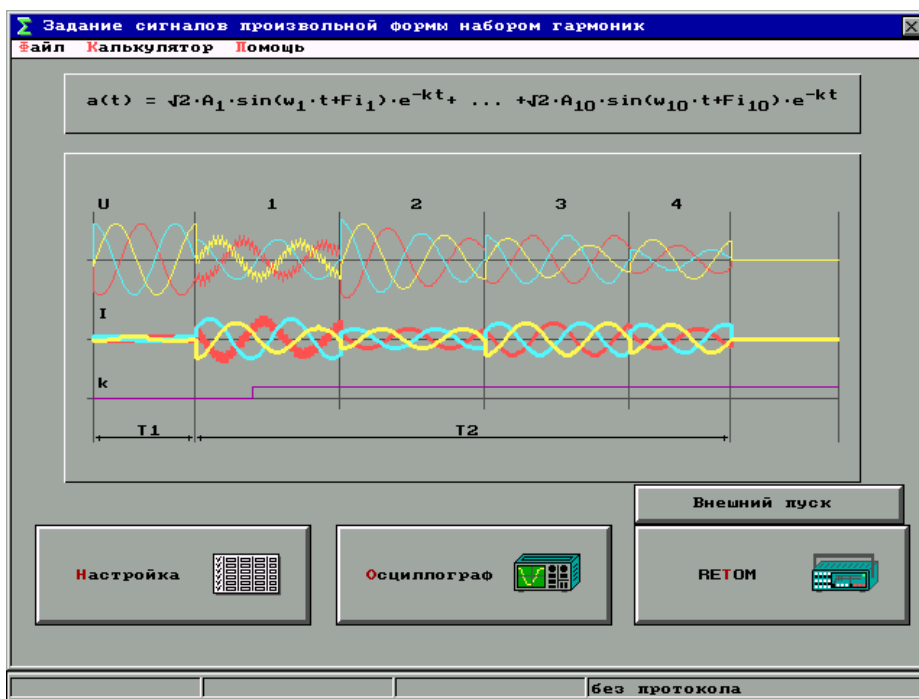 Σ Задание сигналов произвольной формы набором гармоник
Файл Калькулятор Помощь
a(t) = √2·A₁·sin(w₁·t+Fi₁)·e⁻ᵏᵗ+ ... +√2·A₁₀·sin(w₁₀·t+Fi₁₀)·e⁻ᵏᵗ
U 1 2 3 4
I
k
T1 T2
Внешний пуск
Настройка Осциллограф RETOM
без протокола